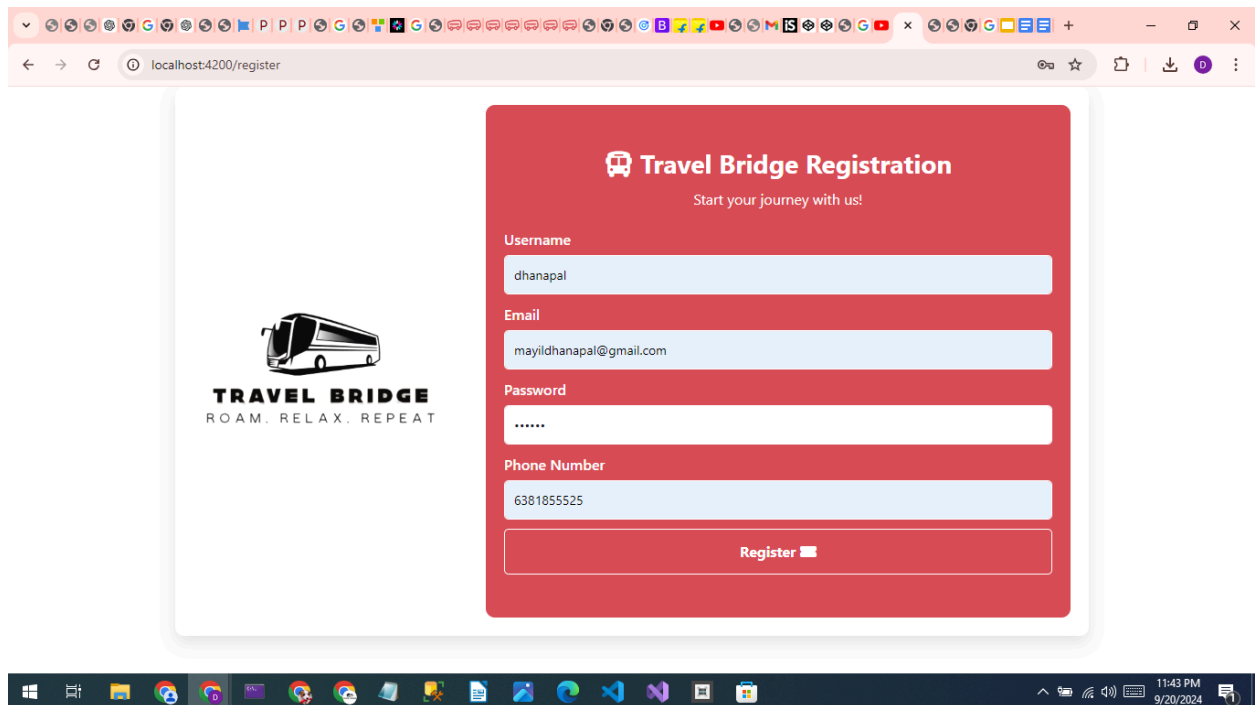 localhost:4200/register
Travel Bridge Registration
Start your journey with us!
Username
dhanapal
Email
mayildhanapal@gmail.com
Password
••••••
Phone Number
6381855525
Register
TRAVEL BRIDGE
ROAM. RELAX. REPEAT
11:43 PM
9/20/2024